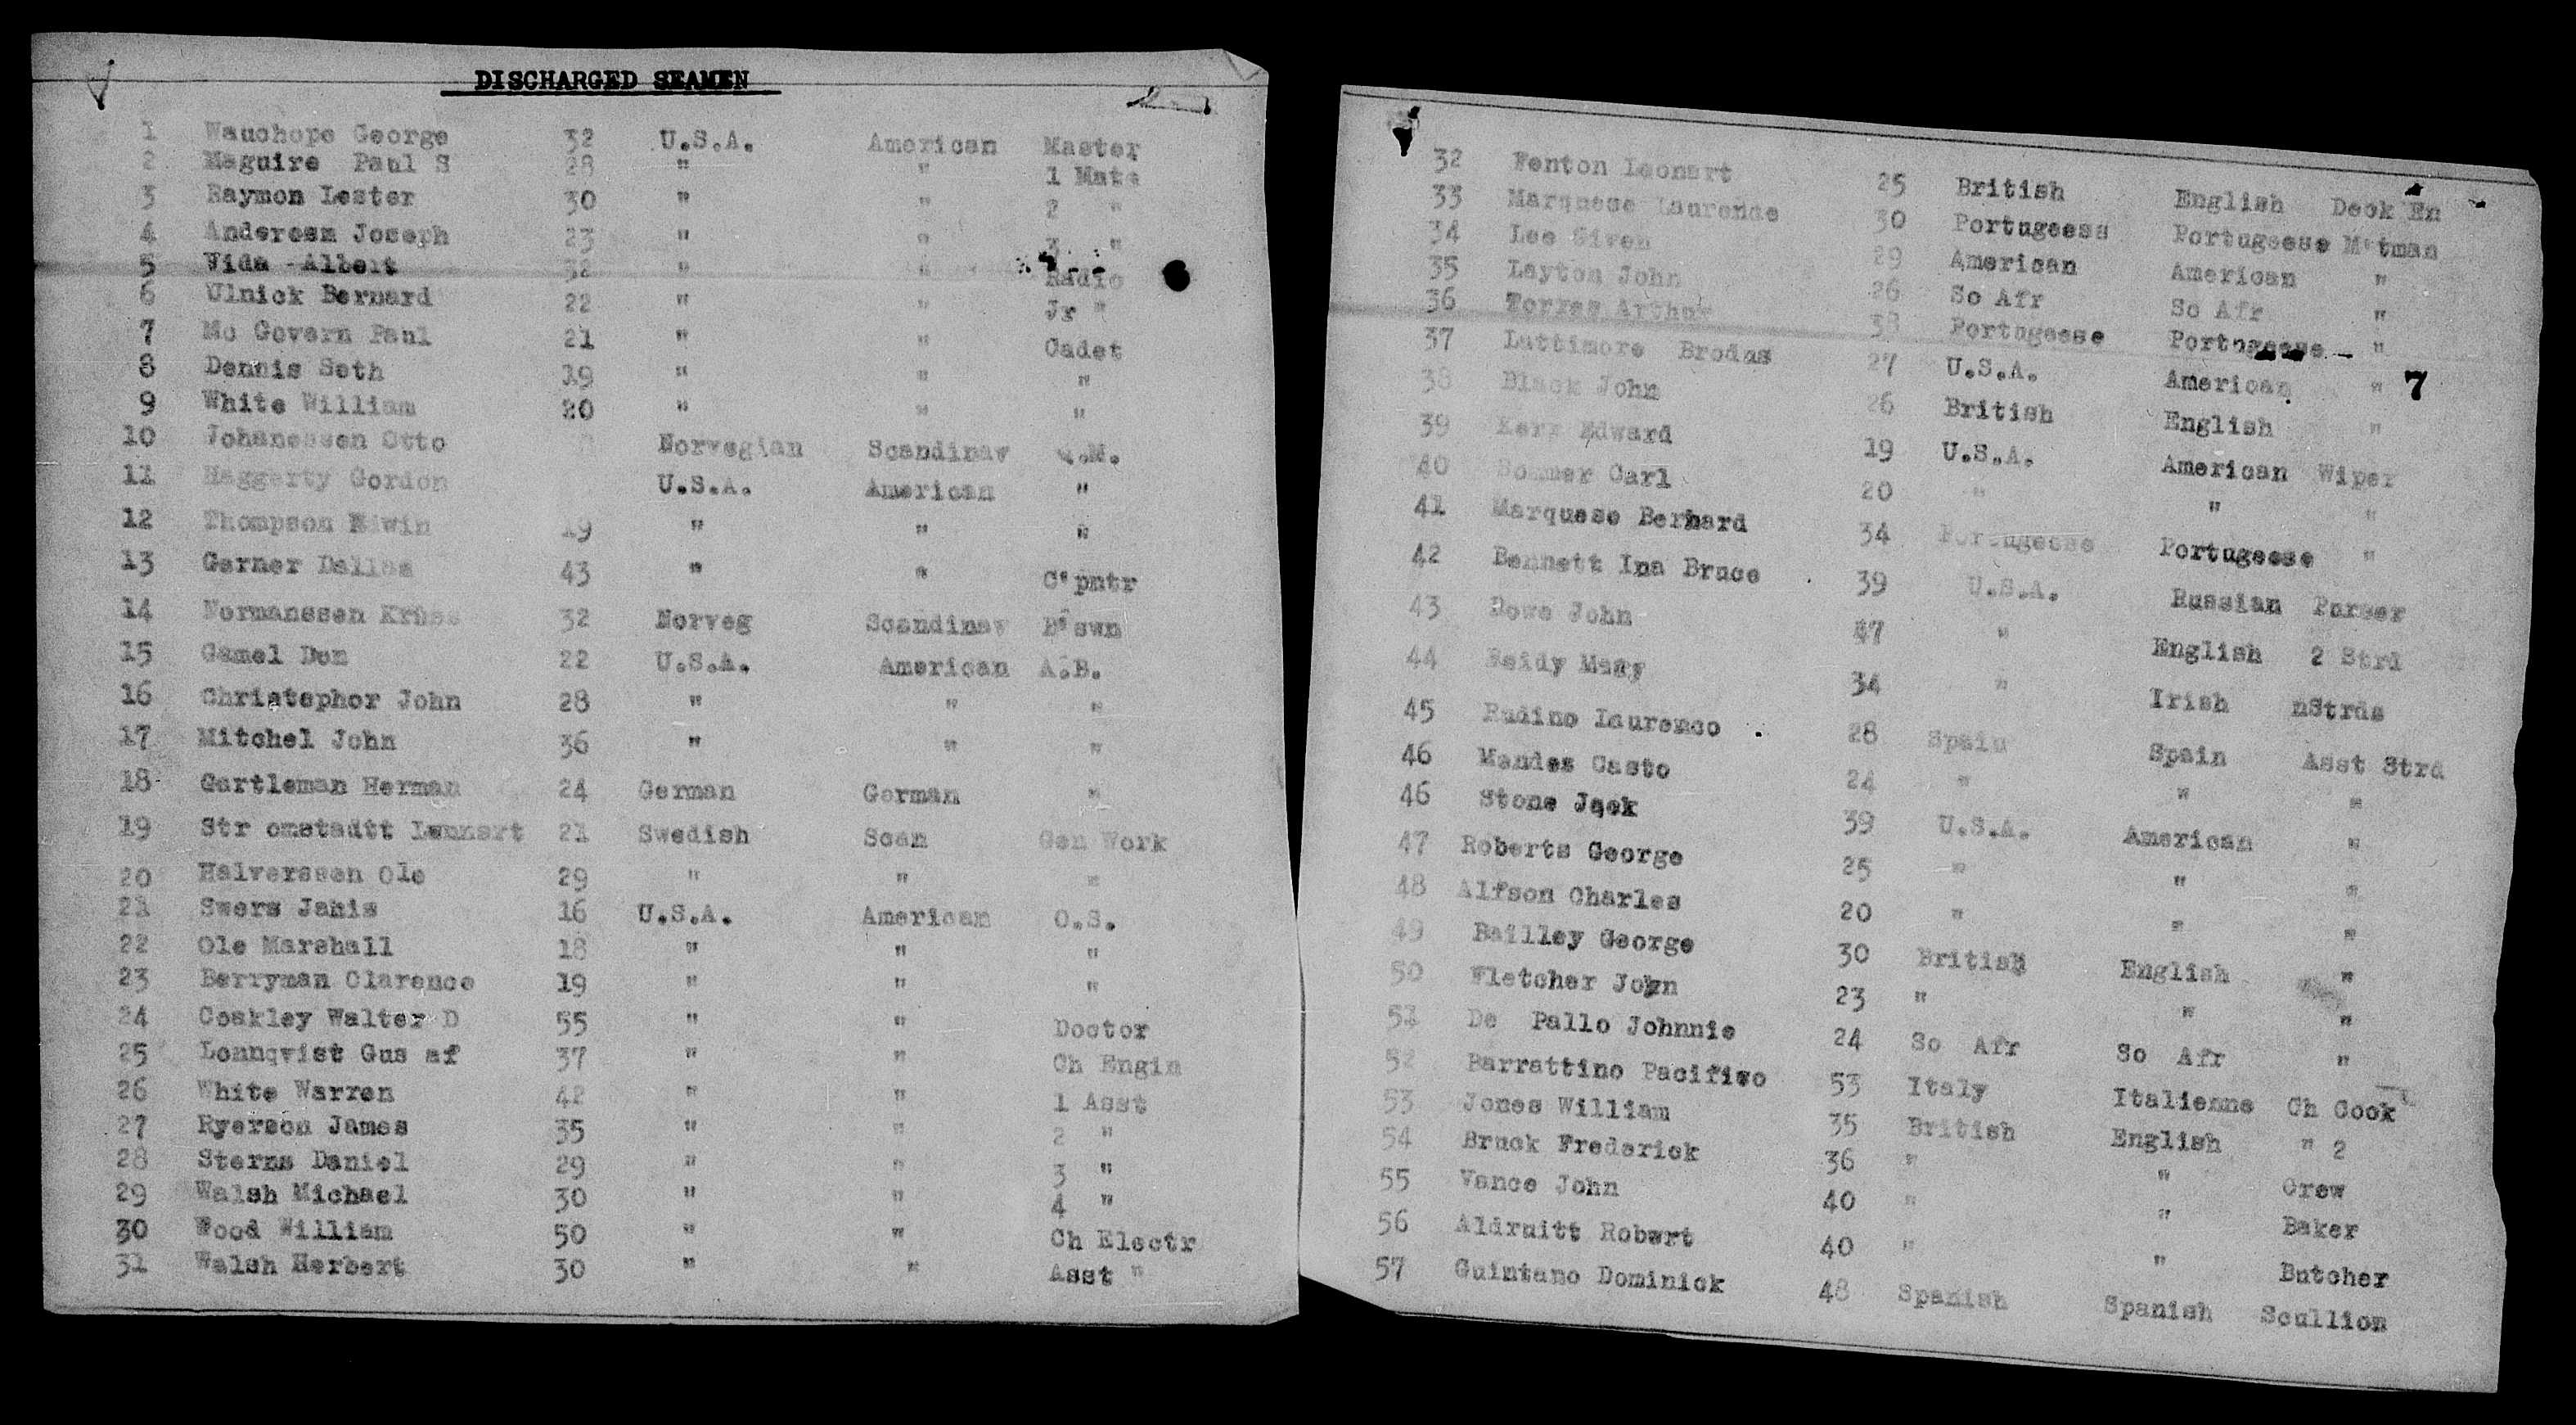 DISCHARGED SEAMEN
1 Wauchope George 32 U.S.A. American Master
2 Maguire Paul S 28 " " 1 Mate
3 Raymon Lester 30 " " 2 "
4 Andersem Joseph 23 " " 3 "
5 Vida -Albert 32 " " Radio
6
6 Ulnick Bernard 22 " " Jr "
7 Mc Govern Paul 21 " " Cadet
8 Dennis Seth 19 " " "
9 White William 20 " " "
10 Johanessen Otto Norwegian Scandinav Q.M.
11 Haggerty Gordon U.S.A. American "
12 Thompson Edwin 19 " " "
13 Garner Dallas 43 " " C'pntr
14 Normanssen 32 Norveg Scandinav B'swn
15 Gamel Don 22 U.S.A. American A.B.
16 Christephor John 28 " " "
17 Mitchel John 36 " " "
18 Gartleman Herman 24 German German "
19 Str omstadtt Lennart 21 Swedish Scan Gen Work
20 Halverssen Ole 29 " " "
21 Swers Janis 16 U.S.A. American O.S.
22 Ole Marshall 18 " " "
23 Berryman Clarence 19 " " "
24 Coakley Walter D 55 " " Doctor
25 Lonnqvist Gus af 37 " " Ch Engin
26 White Warren 42 " " 1 Asst
27 Ryerson James 35 " " 2 "
28 Sterns Daniel 29 " " 3 "
29 Walsh Michael 30 " " 4 "
30 Wood William 50 " " Ch Electr
31 Walsh Herbert 30 " " Asst "
32 Fenton Leonart 25 British English Deck En
33 Marquese Laurende 30 Portugeess Portugeese M'tman
34 Lee Given 29 American American "
35 Layton John 26 So Afr So Afr "
36 Torres Arthur 38 Portugeese Portugeese "
37 Luttimore Brodus 27 U.S.A. American "
7
38 Black John 26 British English "
39 Kerr Edward 19 U.S.A. American Wiper
40 Sommer Carl 20 " " "
41 Marquese Bernard 34 Portugeese Portugeese "
42 Bennett Ina Bruce 39 U.S.A. Russian Purser
43 Rowe John 47 " English 2 Strd
44 Reidy Mary 34 " Irish nStrds
45 Rudino Laurenco 28 Spain Spain Asst Strd
46 Mendes Casto 24 " " "
46 Stone Jack 39 U.S.A. American "
47 Roberts George 25 " " "
48 Alfson Charles 20 " " "
49 Bailley George 30 British English "
50 Fletcher John 23 " " "
51 De Pallo Johnnie 24 So Afr So Afr "
52 Barrattino Pacifico 53 Italy Italienne Ch Cook
53 Jones William 35 British English " 2
54 Bruck Frederick 36 " " Crew
55 Vance John 40 " " Baker
56 Aldruitt Robert 40 " " Butcher
57 Guintano Dominick 48 Spanish Spanish Scullion